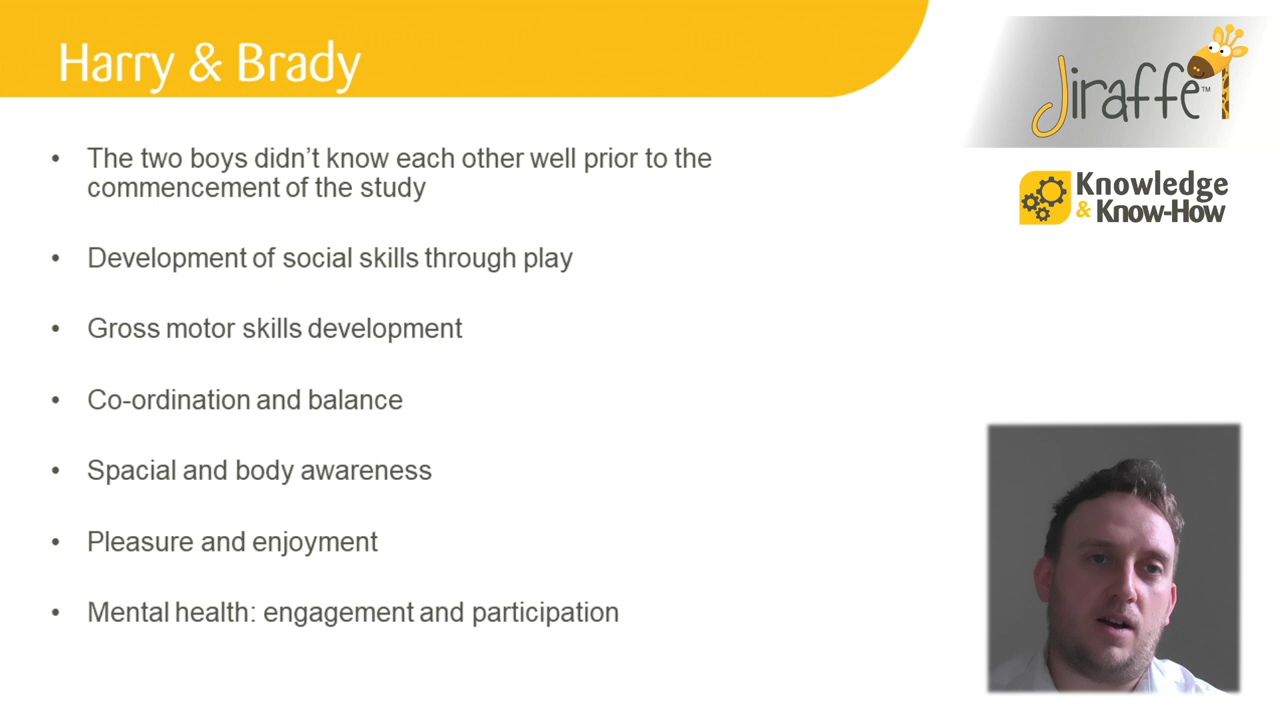 Harry & Brady
Jiraffe™
Knowledge
& Know-How
• The two boys didn't know each other well prior to the
commencement of the study
• Development of social skills through play
• Gross motor skills development
• Co-ordination and balance
• Spacial and body awareness
• Pleasure and enjoyment
• Mental health: engagement and participation